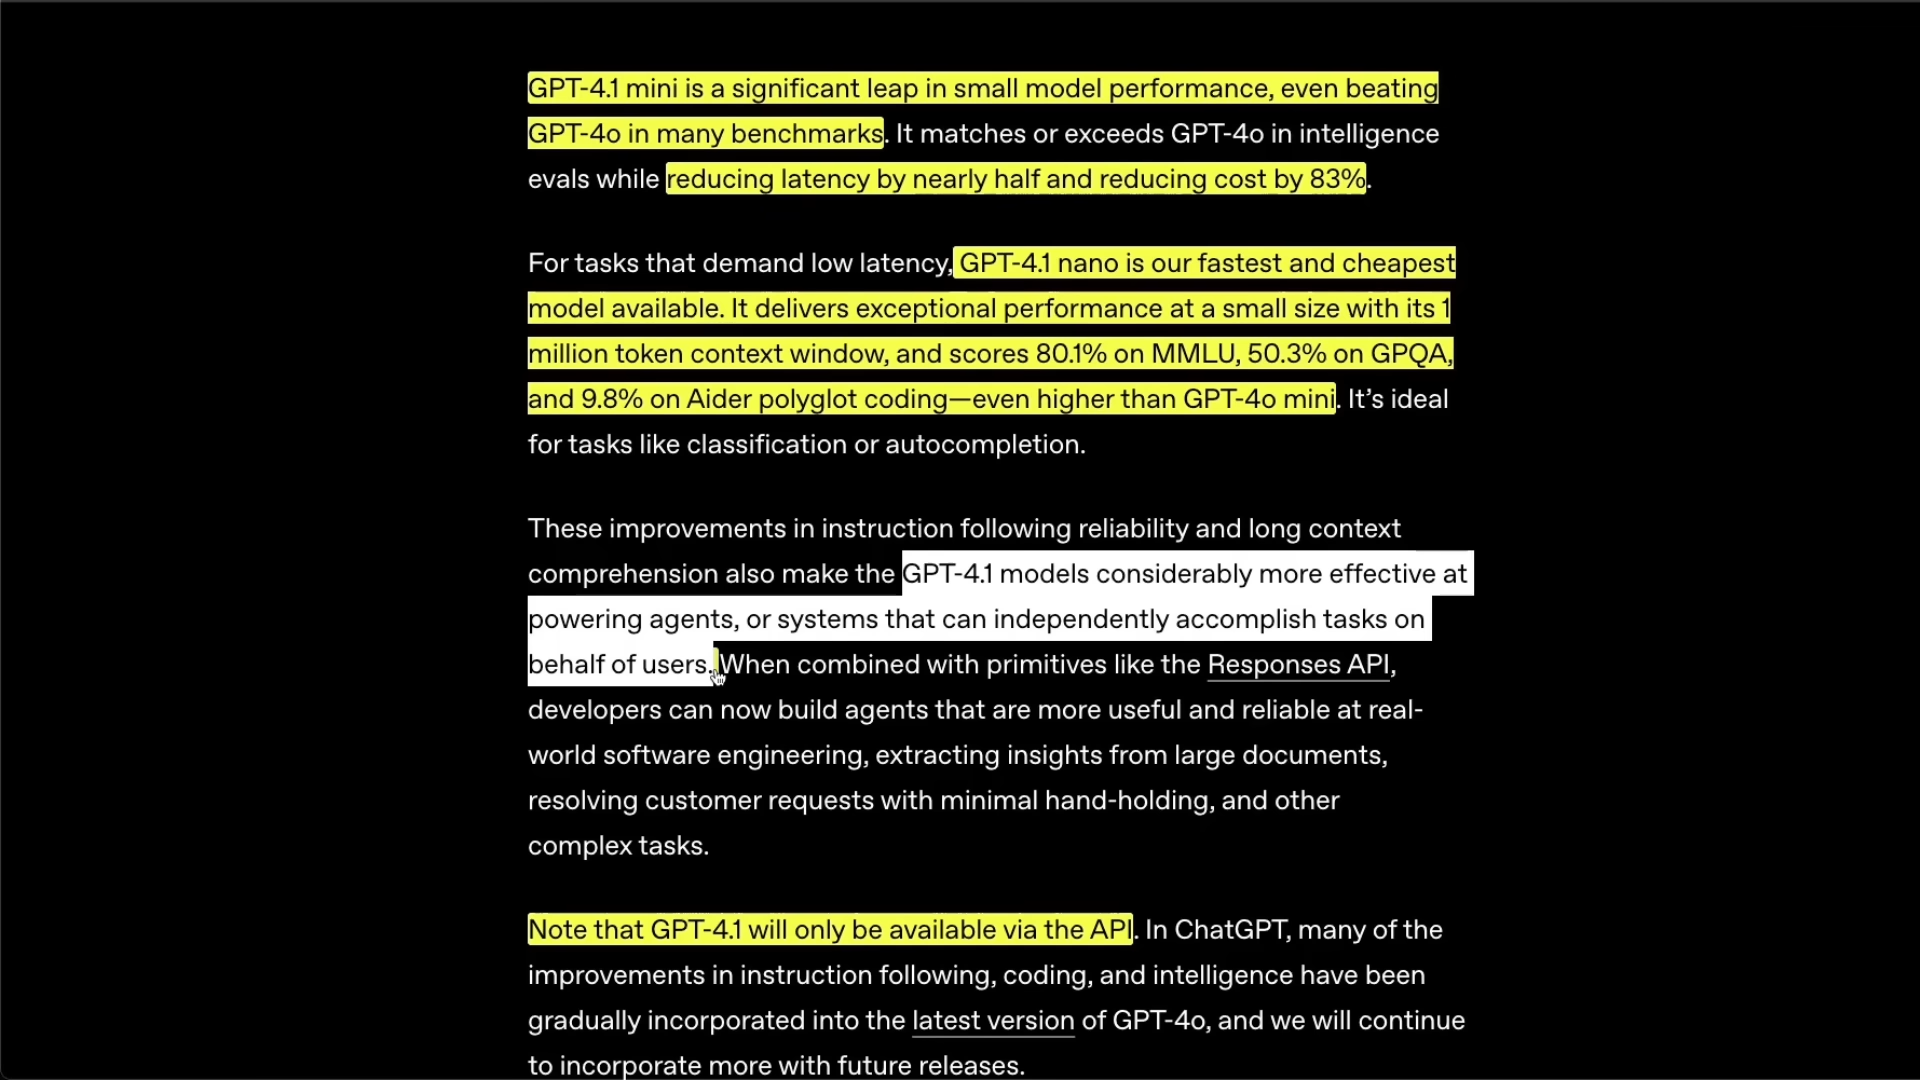 GPT-4.1 mini is a significant leap in small model performance, even beating
GPT-4o in many benchmarks. It matches or exceeds GPT-4o in intelligence
evals while reducing latency by nearly half and reducing cost by 83%.
For tasks that demand low latency, GPT-4.1 nano is our fastest and cheapest
model available. It delivers exceptional performance at a small size with its 1
million token context window, and scores 80.1% on MMLU, 50.3% on GPQA,
and 9.8% on Aider polyglot coding—even higher than GPT-4o mini. It’s ideal
for tasks like classification or autocompletion.
These improvements in instruction following reliability and long context
comprehension also make the GPT-4.1 models considerably more effective at
powering agents, or systems that can independently accomplish tasks on
behalf of users. When combined with primitives like the Responses API,
developers can now build agents that are more useful and reliable at real-
world software engineering, extracting insights from large documents,
resolving customer requests with minimal hand-holding, and other
complex tasks.
Note that GPT-4.1 will only be available via the API. In ChatGPT, many of the
improvements in instruction following, coding, and intelligence have been
gradually incorporated into the latest version of GPT-4o, and we will continue
to incorporate more with future releases.